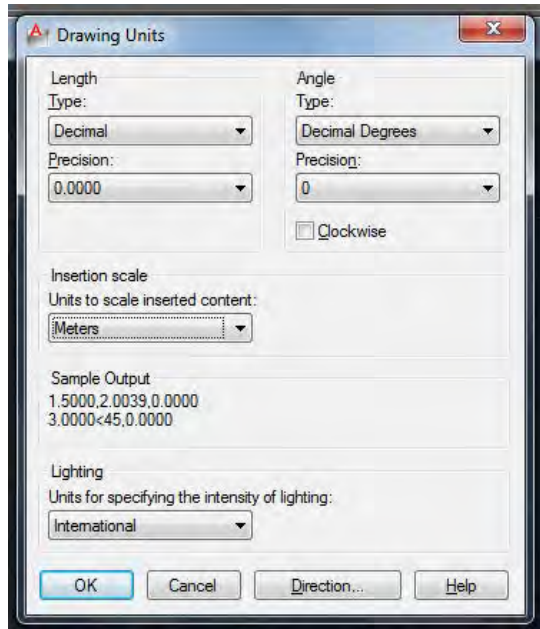 Drawing Units
Length
Type:
Decimal
Precision:
0.0000
Angle
Type:
Decimal Degrees
Precision:
0
Clockwise
Insertion scale
Units to scale inserted content:
Meters
Sample Output
1.5000,2.0039,0.0000
3.0000<45,0.0000
Lighting
Units for specifying the intensity of lighting:
International
OK
Cancel
Direction...
Help